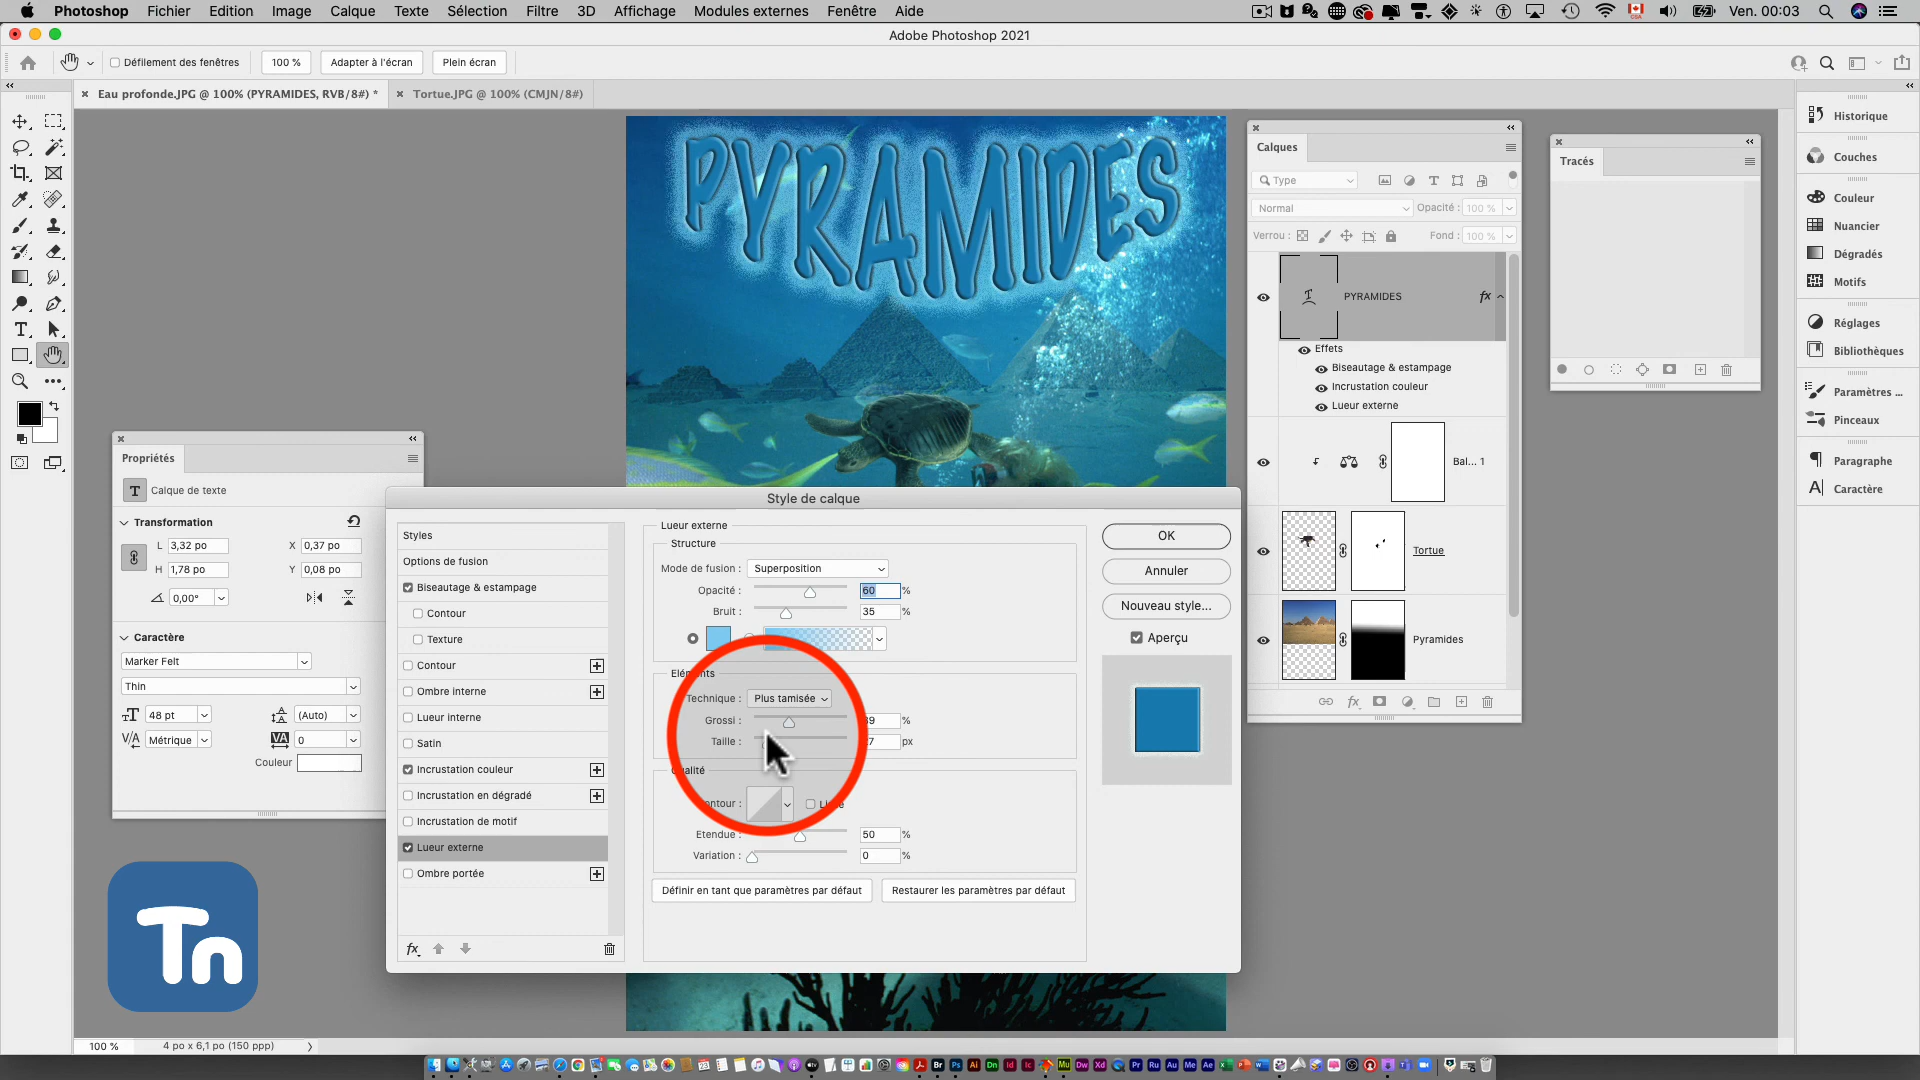 Photoshop Fichier Edition Image Calque Texte Sélection Filtre 3D Affichage Modules externes Fenêtre Aide Ven. 00:03
Adobe Photoshop 2021
Défilement des fenêtres 100 % Adapter à l'écran Plein écran
Eau profonde.JPG @ 100% (PYRAMIDES, RVB/8#) * Tortue.JPG @ 100% (CMJN/8#)
PYRAMIDES
Calques
Type
Normal Opacité : 100 %
Verrou : Fond : 100 %
PYRAMIDES fx
Effets
Biseautage & estampage
Incrustation couleur
Lueur externe
Bal... 1
Tortue
Pyramides
Tracés
Historique
Couches
Couleur
Nuancier
Dégradés
Motifs
Réglages
Bibliothèques
Paramètres ...
Pinceaux
Paragraphe
Caractère
Propriétés
Calque de texte
Transformation
L 3,32 po X 0,37 po
H 1,78 po Y 0,08 po
0,00°
Caractère
Marker Felt
Thin
48 pt (Auto)
Métrique 0
Couleur
Style de calque
Styles
Options de fusion
Biseautage & estampage
Contour
Texture
Contour
Ombre interne
Lueur interne
Satin
Incrustation couleur
Incrustation en dégradé
Incrustation de motif
Lueur externe
Ombre portée
Lueur externe
Structure
Mode de fusion : Superposition
Opacité : 60 %
Bruit : 35 %
Eléments
Technique : Plus tamisée
Grossi : %
Taille : px
Qualité
Etendue : 50 %
Variation : 0 %
Définir en tant que paramètres par défaut Restaurer les paramètres par défaut
OK
Annuler
Nouveau style...
Aperçu
Tn
100 % 4 po x 6,1 po (150 ppp)